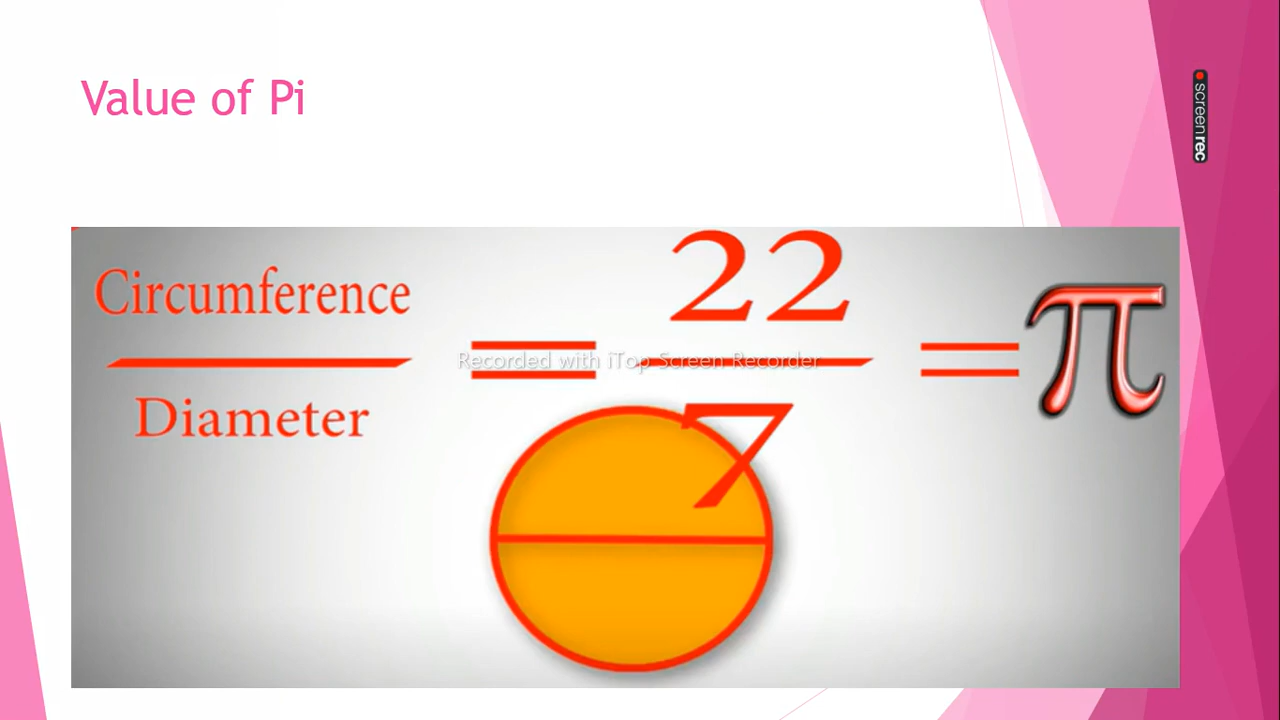 Value of Pi
screenrec
Circumference
Diameter
=
22
7
= π
Recorded with iTop Screen Recorder